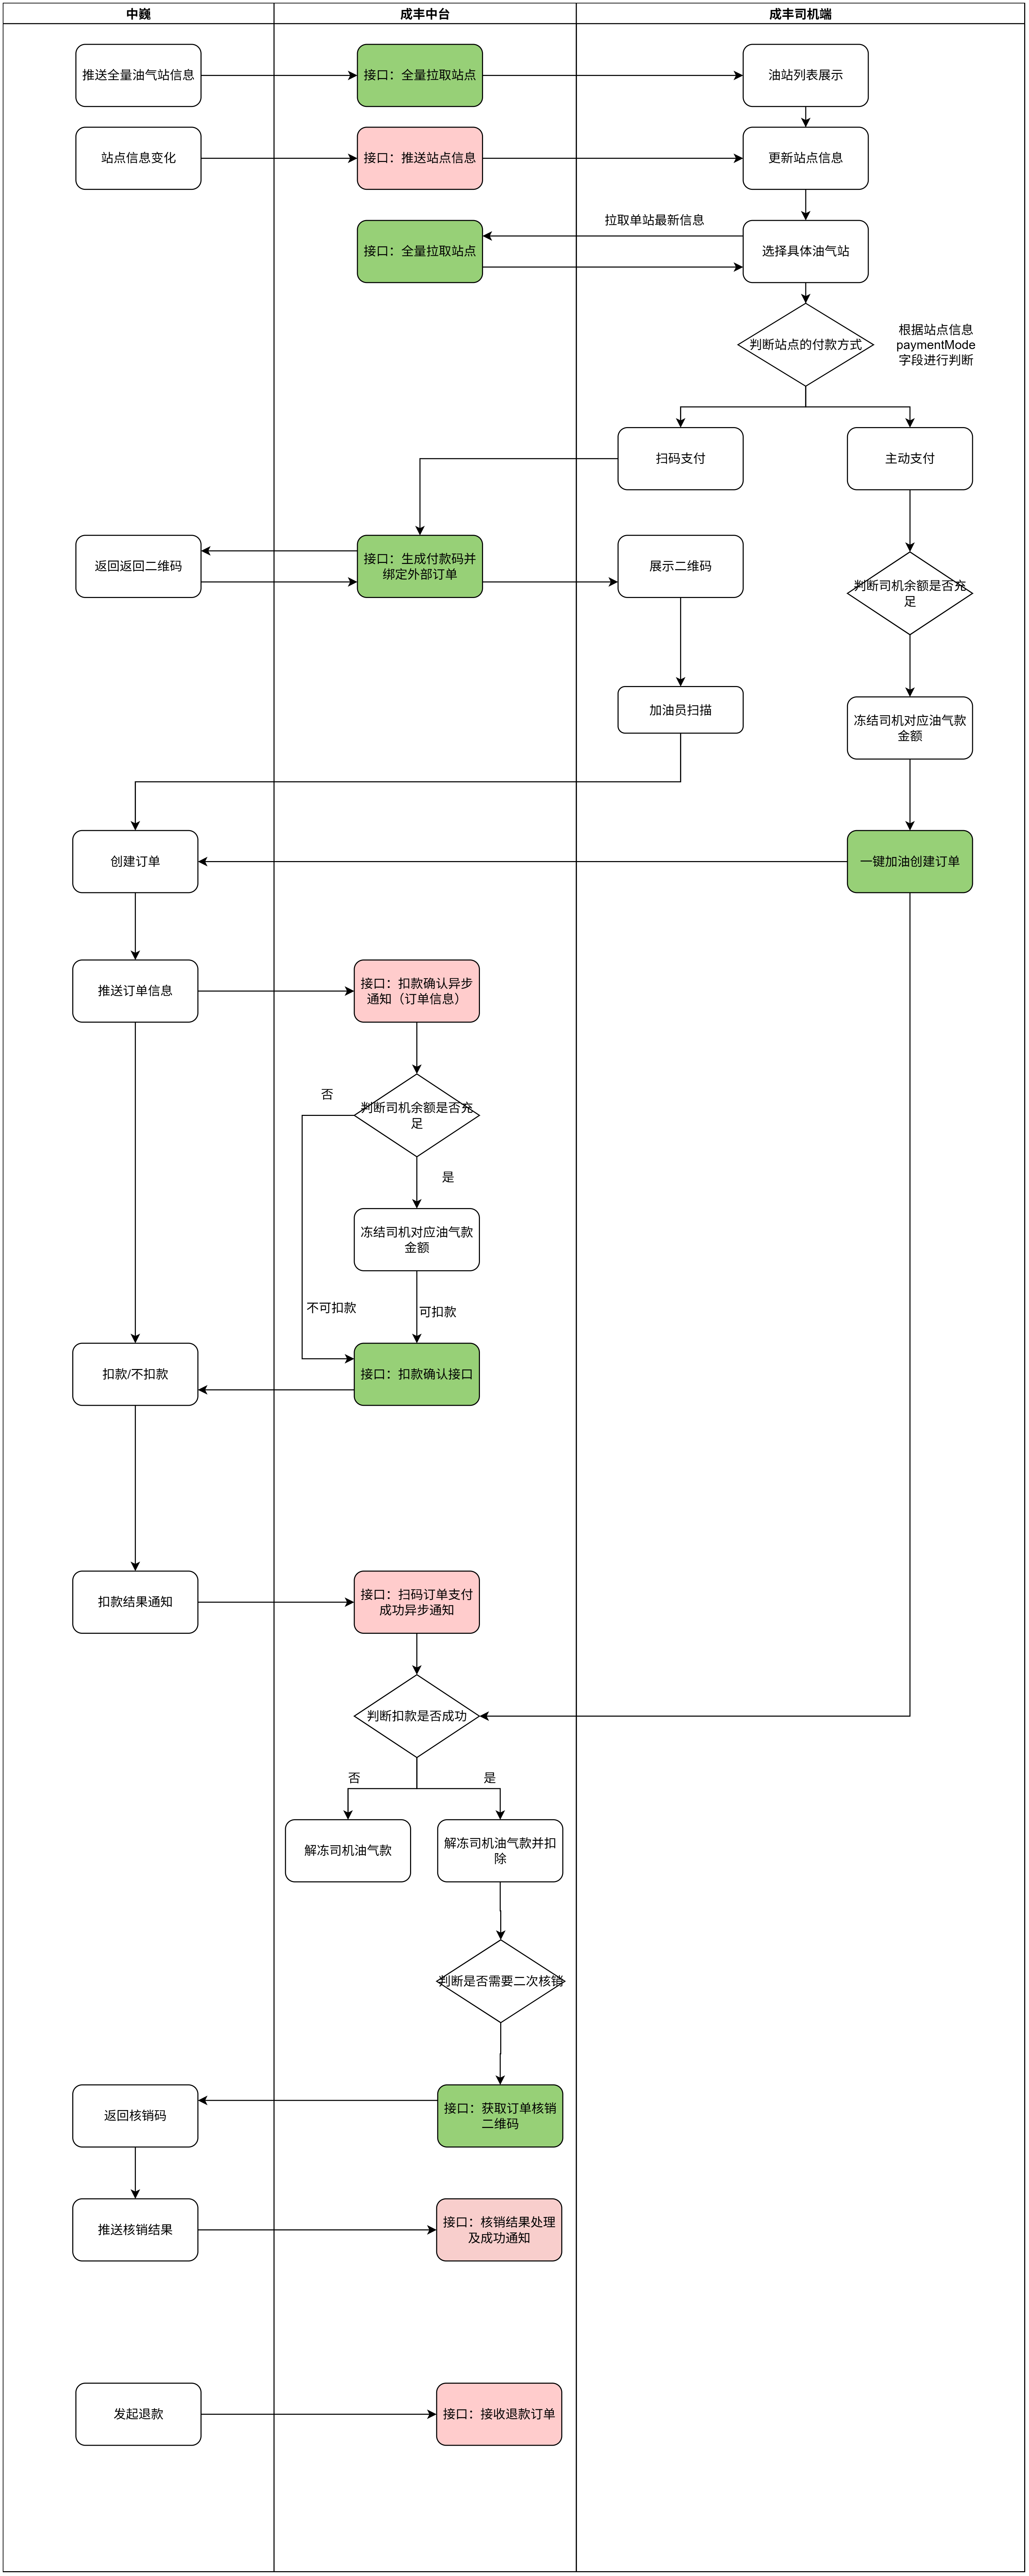 中巍
成丰中台
成丰司机端
推送全量油气站信息
接口：全量拉取站点
油站列表展示
站点信息变化
接口：推送站点信息
更新站点信息
拉取单站最新信息
接口：全量拉取站点
选择具体油气站
判断站点的付款方式
根据站点信息
paymentMode
字段进行判断
扫码支付
主动支付
返回返回二维码
接口：生成付款码并
绑定外部订单
展示二维码
判断司机余额是否充
足
加油员扫描
冻结司机对应油气款
金额
创建订单
一键加油创建订单
推送订单信息
接口：扣款确认异步
通知（订单信息）
否
判断司机余额是否充
足
是
冻结司机对应油气款
金额
不可扣款
可扣款
扣款/不扣款
接口：扣款确认接口
扣款结果通知
接口：扫码订单支付
成功异步通知
判断扣款是否成功
否
是
解冻司机油气款
解冻司机油气款并扣
除
判断是否需要二次核销
返回核销码
接口：获取订单核销
二维码
推送核销结果
接口：核销结果处理
及成功通知
发起退款
接口：接收退款订单